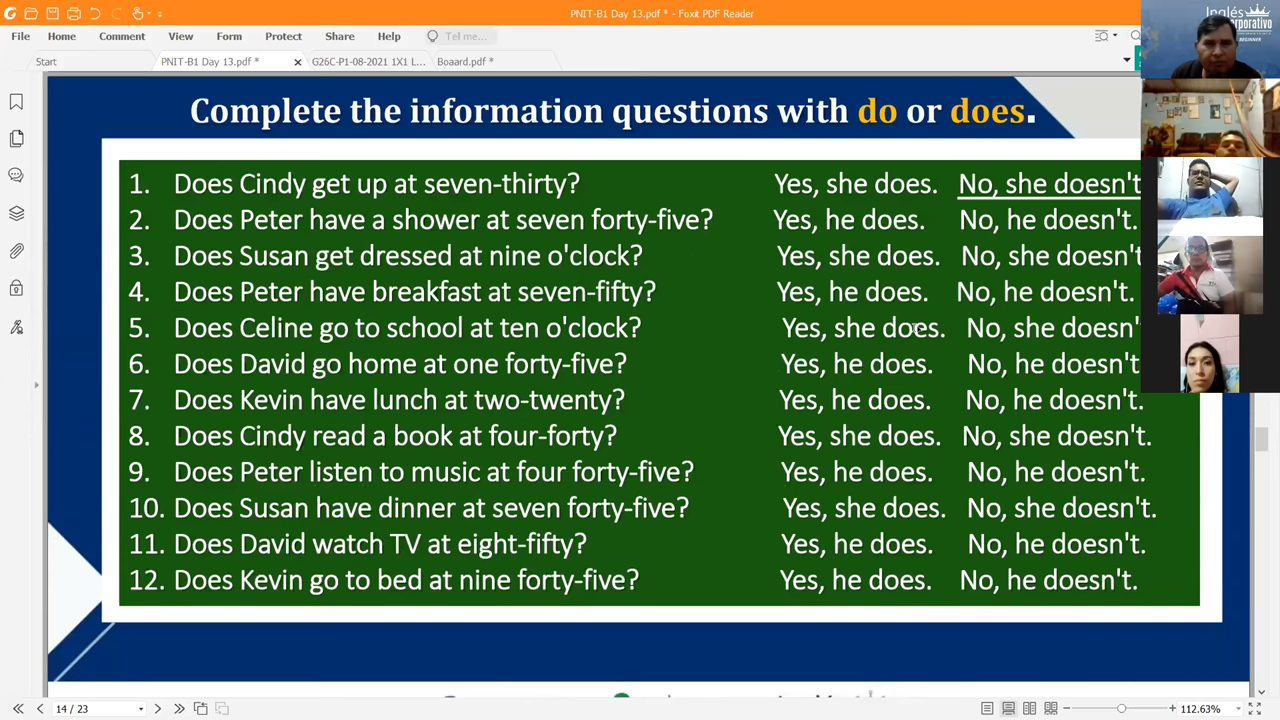 PNIT-B1 Day 13.pdf * - Foxit PDF Reader
File Home Comment View Form Protect Share Help Tell me...
Start PNIT-B1 Day 13.pdf * G26C-P1-08-2021 1X1 L... Boaard.pdf *
Inglés
BEGINNER
Complete the information questions with do or does.
1. Does Cindy get up at seven-thirty? Yes, she does. No, she doesn't
2. Does Peter have a shower at seven forty-five? Yes, he does. No, he doesn't.
3. Does Susan get dressed at nine o'clock? Yes, she does. No, she doesn't
4. Does Peter have breakfast at seven-fifty? Yes, he does. No, he doesn't.
5. Does Celine go to school at ten o'clock? Yes, she does. No, she doesn'
6. Does David go home at one forty-five? Yes, he does. No, he doesn't
7. Does Kevin have lunch at two-twenty? Yes, he does. No, he doesn't.
8. Does Cindy read a book at four-forty? Yes, she does. No, she doesn't.
9. Does Peter listen to music at four forty-five? Yes, he does. No, he doesn't.
10. Does Susan have dinner at seven forty-five? Yes, she does. No, she doesn't.
11. Does David watch TV at eight-fifty? Yes, he does. No, he doesn't.
12. Does Kevin go to bed at nine forty-five? Yes, he does. No, he doesn't.
14 / 23 112.63%